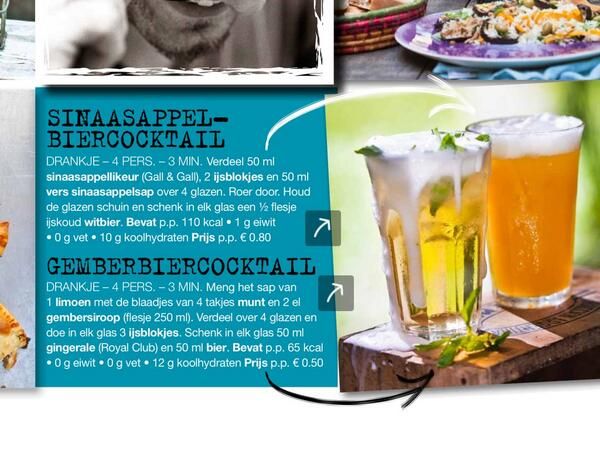 SINAASAPPEL-
BIERCOCKTAIL
DRANKJE – 4 PERS. – 3 MIN. Verdeel 50 ml
sinaasappellikeur (Gall & Gall), 2 ijsblokjes en 50 ml
vers sinaasappelsap over 4 glazen. Roer door. Houd
de glazen schuin en schenk in elk glas een ½ flesje
ijskoud witbier. Bevat p.p. 110 kcal • 1 g eiwit
• 0 g vet • 10 g koolhydraten Prijs p.p. € 0.80
GEMBERBIERCOCKTAIL
DRANKJE – 4 PERS. – 3 MIN. Meng het sap van
1 limoen met de blaadjes van 4 takjes munt en 2 el
gembersiroop (flesje 250 ml). Verdeel over 4 glazen en
doe in elk glas 3 ijsblokjes. Schenk in elk glas 50 ml
gingerale (Royal Club) en 50 ml bier. Bevat p.p. 65 kcal
• 0 g eiwit • 0 g vet • 12 g koolhydraten Prijs p.p. € 0.50